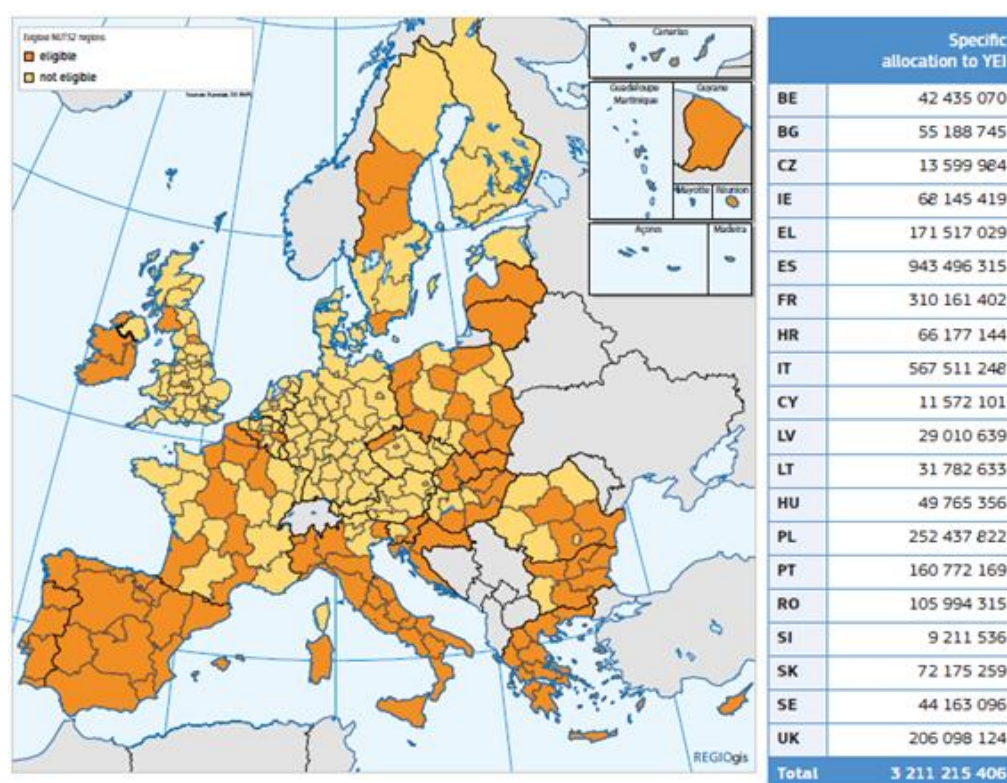 Eligible NUTS2 regions
eligible
not eligible
Canarias
Guadeloupe
Martinique
Guyane
Mayotte
Réunion
Açores
Madeira
REGIOgis
Specific
allocation to YEI
BE 42 435 070
BG 55 188 745
CZ 13 599 984
IE 68 145 419
EL 171 517 029
ES 943 496 315
FR 310 161 402
HR 66 177 144
IT 567 511 248
CY 11 572 101
LV 29 010 639
LT 31 782 633
HU 49 765 356
PL 252 437 822
PT 160 772 169
RO 105 994 315
SI 9 211 536
SK 72 175 259
SE 44 163 096
UK 206 098 124
Total 3 211 215 406